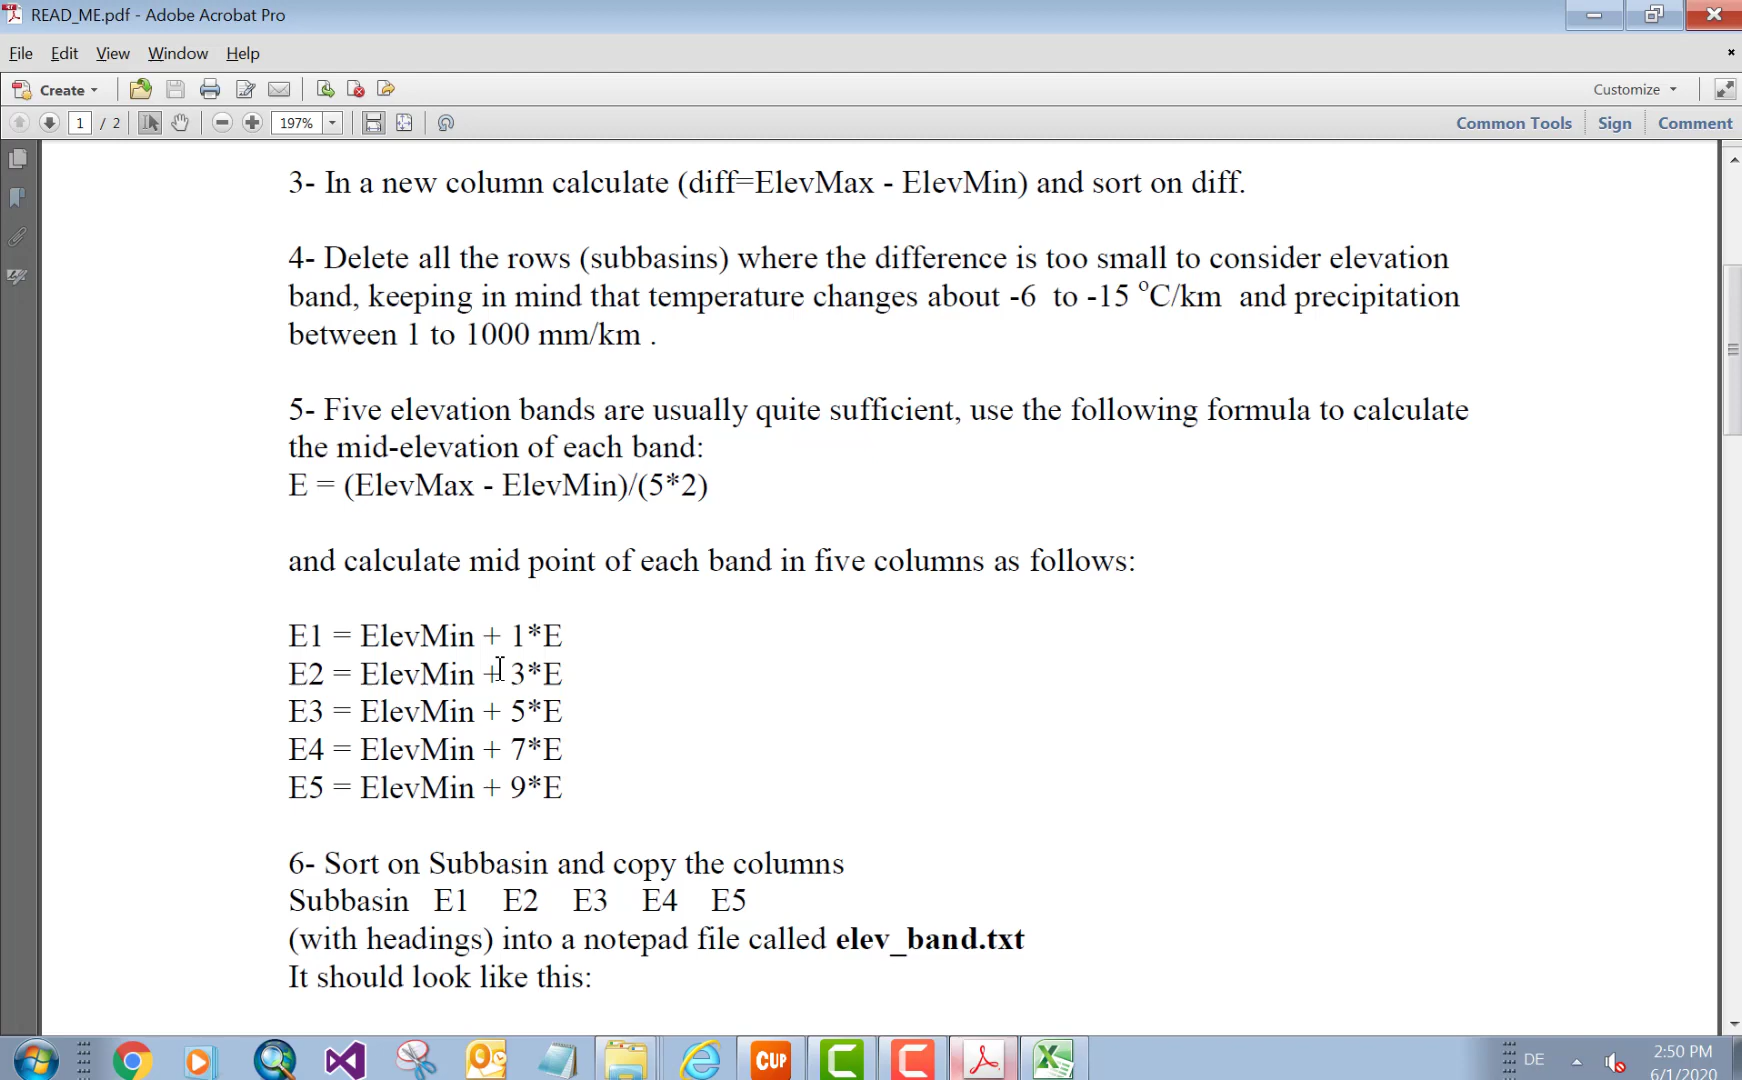 READ_ME.pdf - Adobe Acrobat Pro
File Edit View Window Help
Create Customize
1 / 2 197% Common Tools Sign Comment
3- In a new column calculate (diff=ElevMax - ElevMin) and sort on diff.
4- Delete all the rows (subbasins) where the difference is too small to consider elevation
band, keeping in mind that temperature changes about -6 to -15 °C/km and precipitation
between 1 to 1000 mm/km .
5- Five elevation bands are usually quite sufficient, use the following formula to calculate
the mid-elevation of each band:
E = (ElevMax - ElevMin)/(5*2)
and calculate mid point of each band in five columns as follows:
E1 = ElevMin + 1*E
E2 = ElevMin + 3*E
E3 = ElevMin + 5*E
E4 = ElevMin + 7*E
E5 = ElevMin + 9*E
6- Sort on Subbasin and copy the columns
Subbasin E1 E2 E3 E4 E5
(with headings) into a notepad file called elev_band.txt
It should look like this:
CUP DE 2:50 PM
6/1/2020